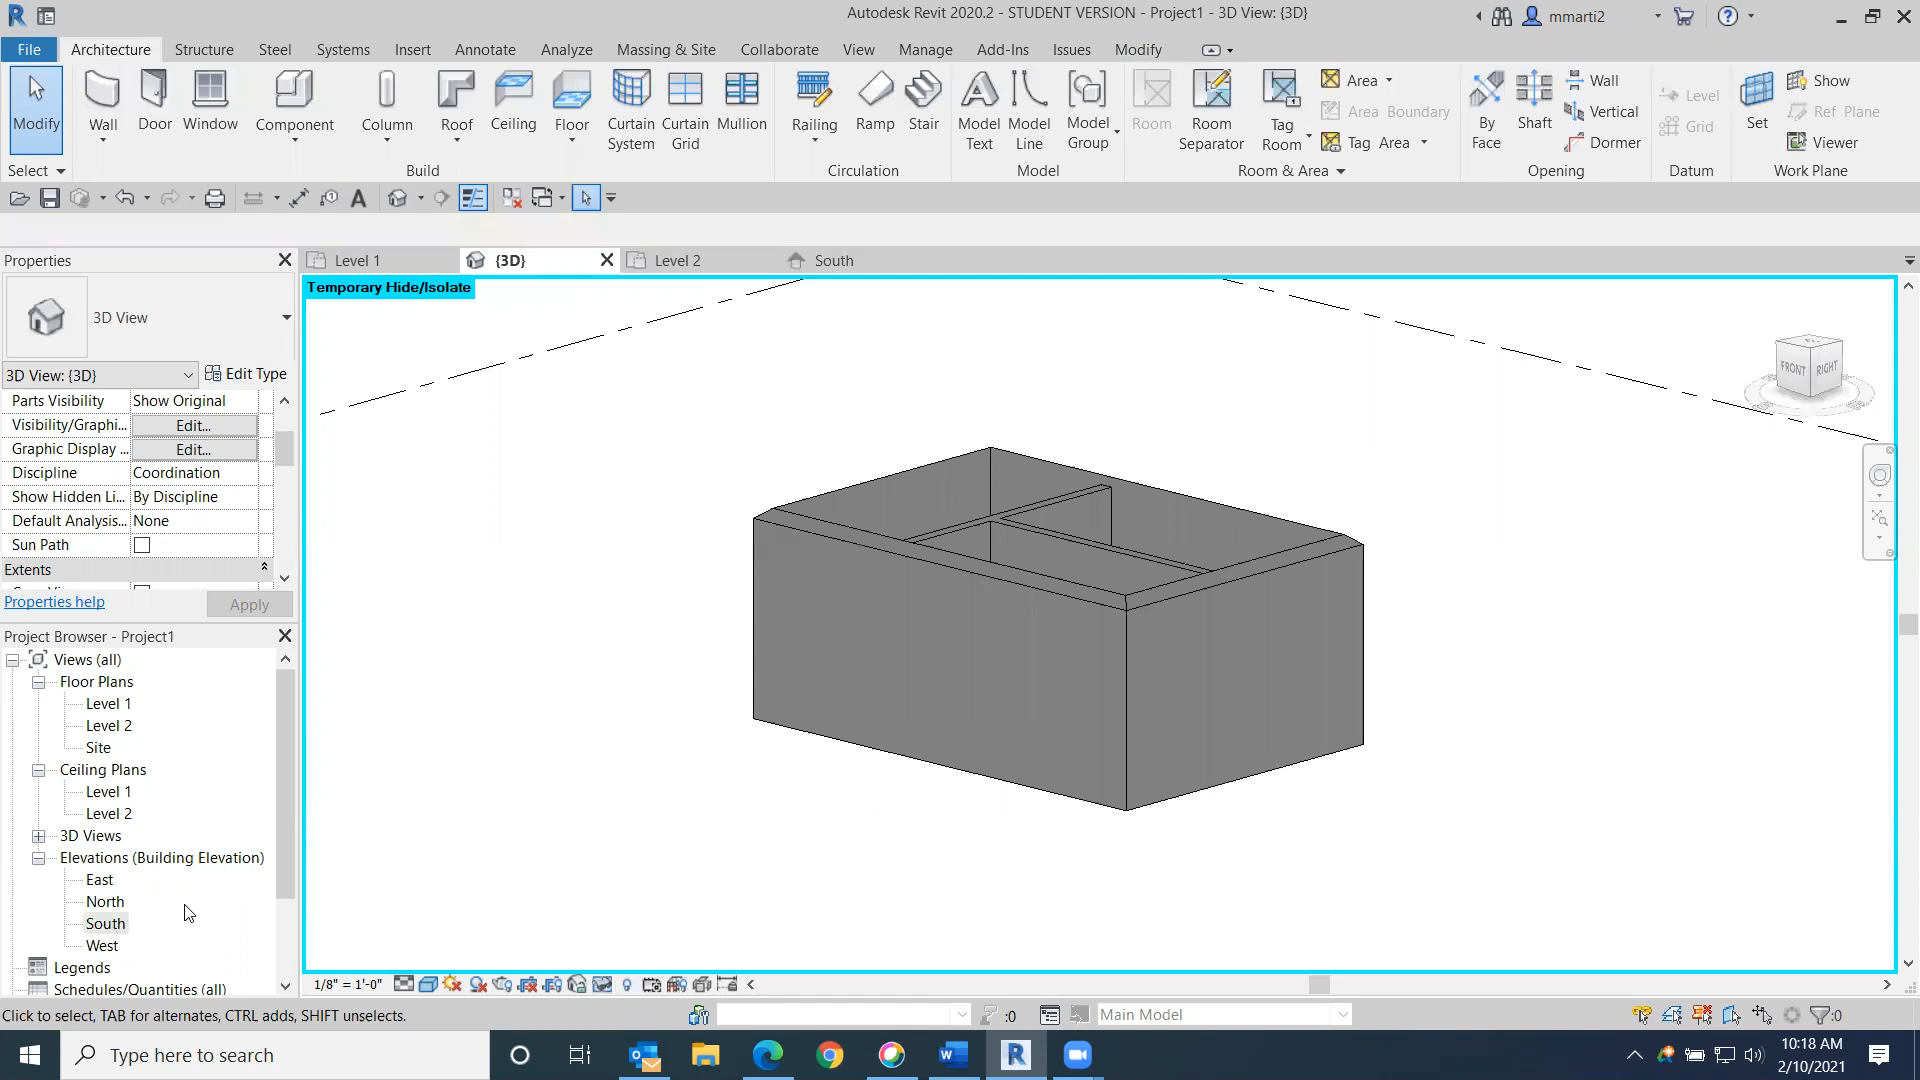 Autodesk Revit 2020.2 - STUDENT VERSION - Project1 - 3D View: {3D}
mmarti2
File Architecture Structure Steel Systems Insert Annotate Analyze Massing & Site Collaborate View Manage Add-Ins Issues Modify
Modify Wall Door Window Component Column Roof Ceiling Floor Curtain System Curtain Grid Mullion Railing Ramp Stair Model Text Model Line Model Group Room Room Separator Tag Room
Area
Area Boundary
Tag Area
By Face
Shaft
Wall
Vertical
Dormer
Level
Grid
Set
Show
Ref Plane
Viewer
Select Build Circulation Model Room & Area Opening Datum Work Plane
Properties
Level 1 {3D} Level 2 South
Temporary Hide/Isolate
3D View
3D View: {3D} Edit Type
Parts Visibility Show Original
Visibility/Graphi... Edit...
Graphic Display ... Edit...
Discipline Coordination
Show Hidden Li... By Discipline
Default Analysis... None
Sun Path
Extents
Properties help Apply
FRONT RIGHT
Project Browser - Project1
Views (all)
Floor Plans
Level 1
Level 2
Site
Ceiling Plans
Level 1
Level 2
3D Views
Elevations (Building Elevation)
East
North
South
West
Legends
Schedules/Quantities (all)
1/8" = 1'-0"
Click to select, TAB for alternates, CTRL adds, SHIFT unselects.
:0
Main Model
:0
Type here to search
10:18 AM
2/10/2021